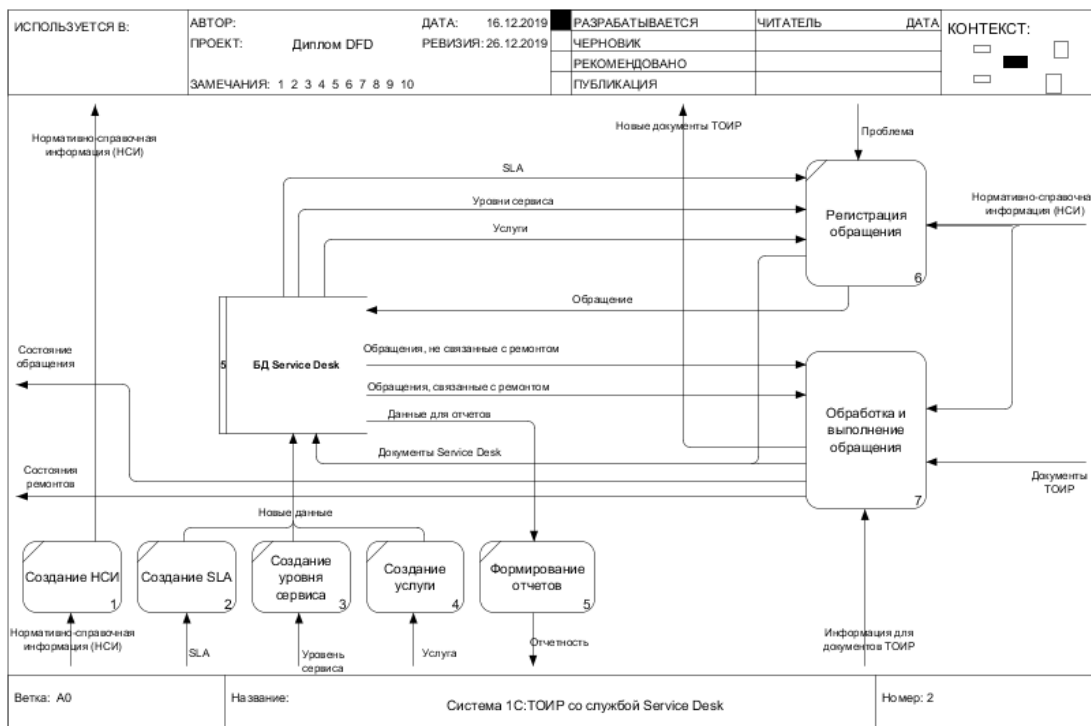 ИСПОЛЬЗУЕТСЯ В:
АВТОР:
ДАТА: 16.12.2019
РАЗРАБАТЫВАЕТСЯ
ЧИТАТЕЛЬ
ДАТА
КОНТЕКСТ:
ПРОЕКТ: Диплом DFD
РЕВИЗИЯ: 26.12.2019
ЧЕРНОВИК
РЕКОМЕНДОВАНО
ЗАМЕЧАНИЯ: 1 2 3 4 5 6 7 8 9 10
ПУБЛИКАЦИЯ
Нормативно-справочная
информация (НСИ)
Новые документы ТОИР
Проблема
SLA
Уровни сервиса
Услуги
Регистрация
обращения
6
Нормативно-справочна
информация (НСИ)
Обращение
Состояние
обращения
5
БД Service Desk
Обращения, не связанные с ремонтом
Обращения, связанные с ремонтом
Данные для отчетов
Документы Service Desk
Обработка и
выполнение
обращения
7
Состояния
ремонтов
Документы
ТОИР
Новые данные
Создание НСИ
1
Создание SLA
2
Создание
уровня
сервиса
3
Создание
услуги
4
Формирование
отчетов
5
Нормативно-справочная
информация (НСИ)
SLA
Уровень
сервиса
Услуга
Отчетность
Информация для
документов ТОИР
Ветка: A0
Название:
Система 1С:ТОИР со службой Service Desk
Номер: 2